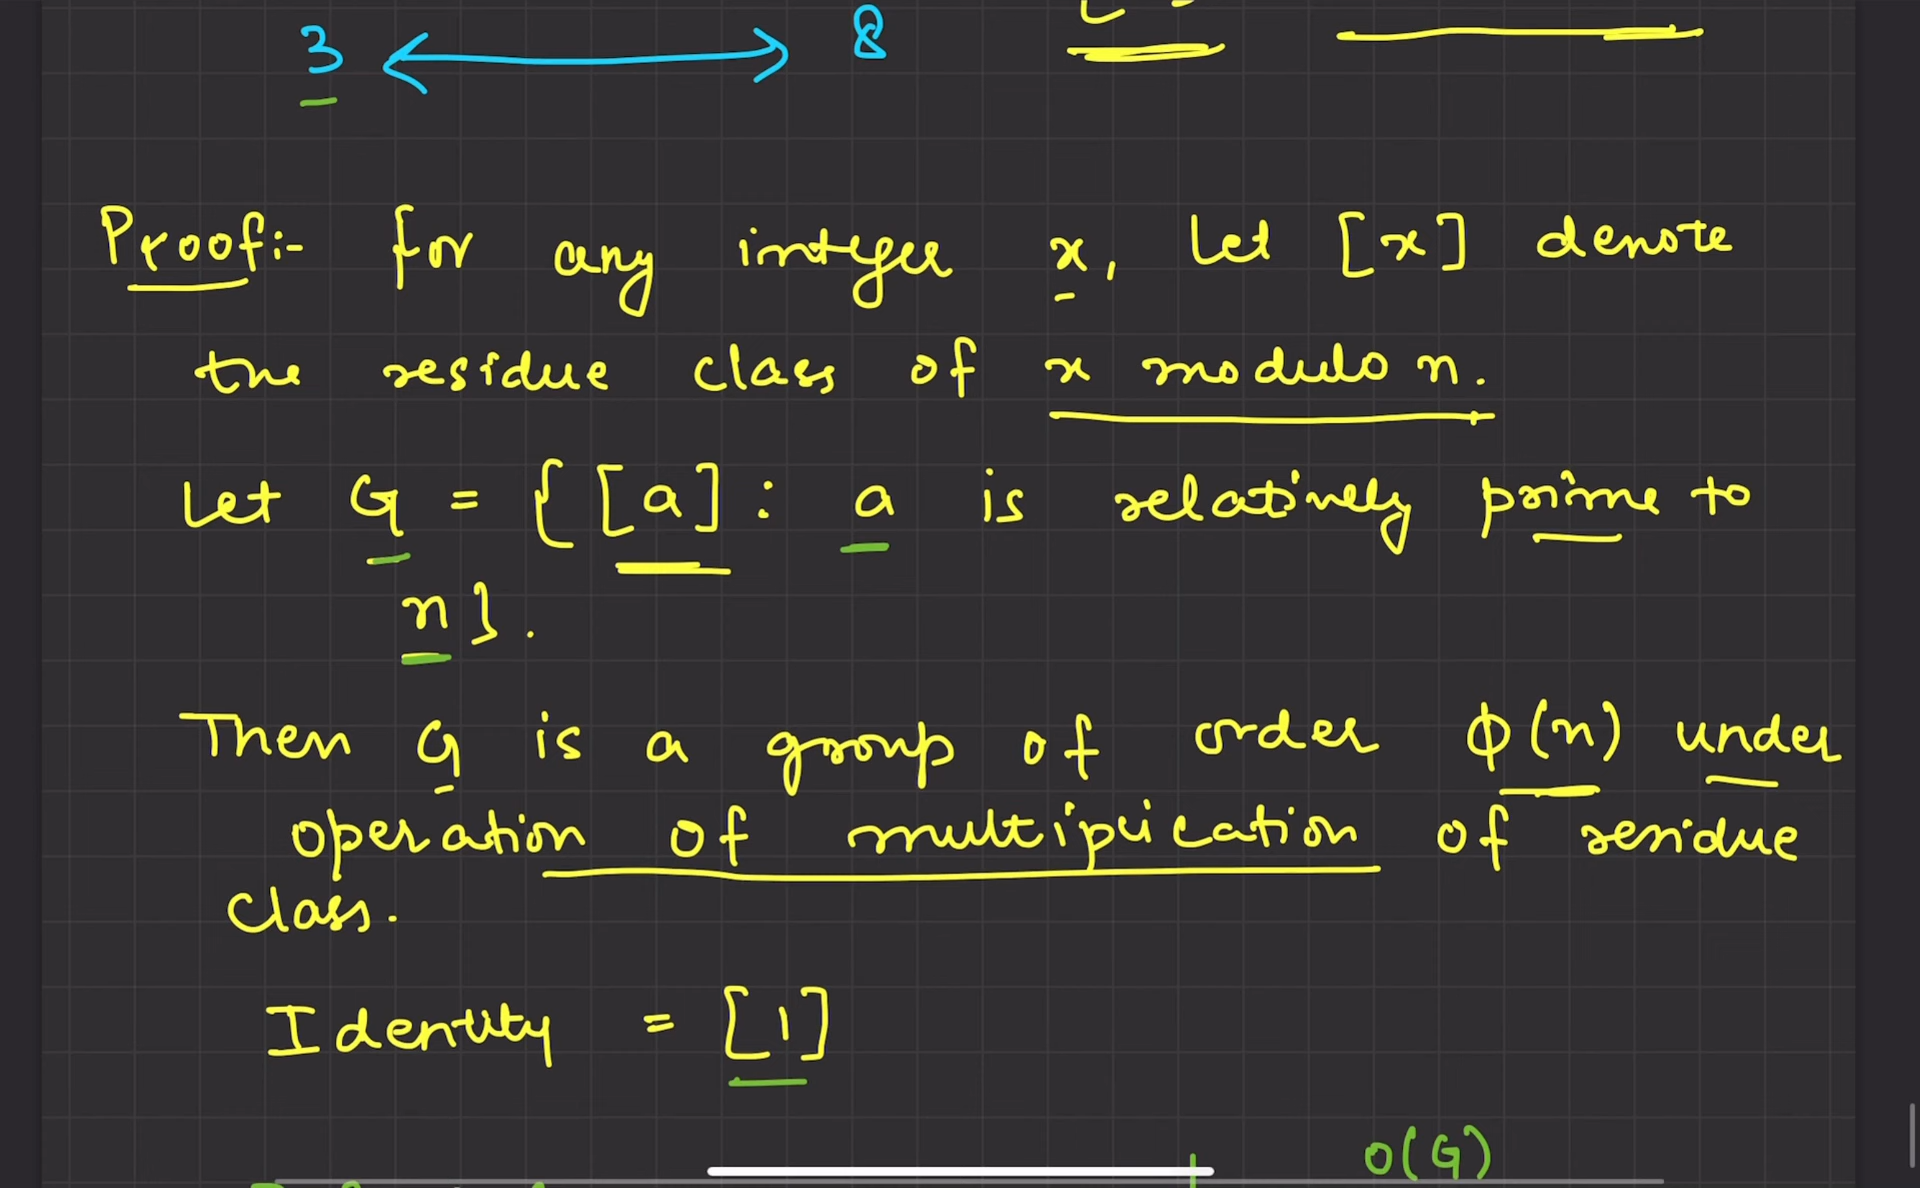 3 8
Proof:- for any integer x, Let [x] denote
the residue class of x modulo n.
Let G = { [a] : a is relatively prime to
n}.
Then G is a group of order ϕ(n) under
operation of multiplication of residue
class.
Identity = [1]
O(G)